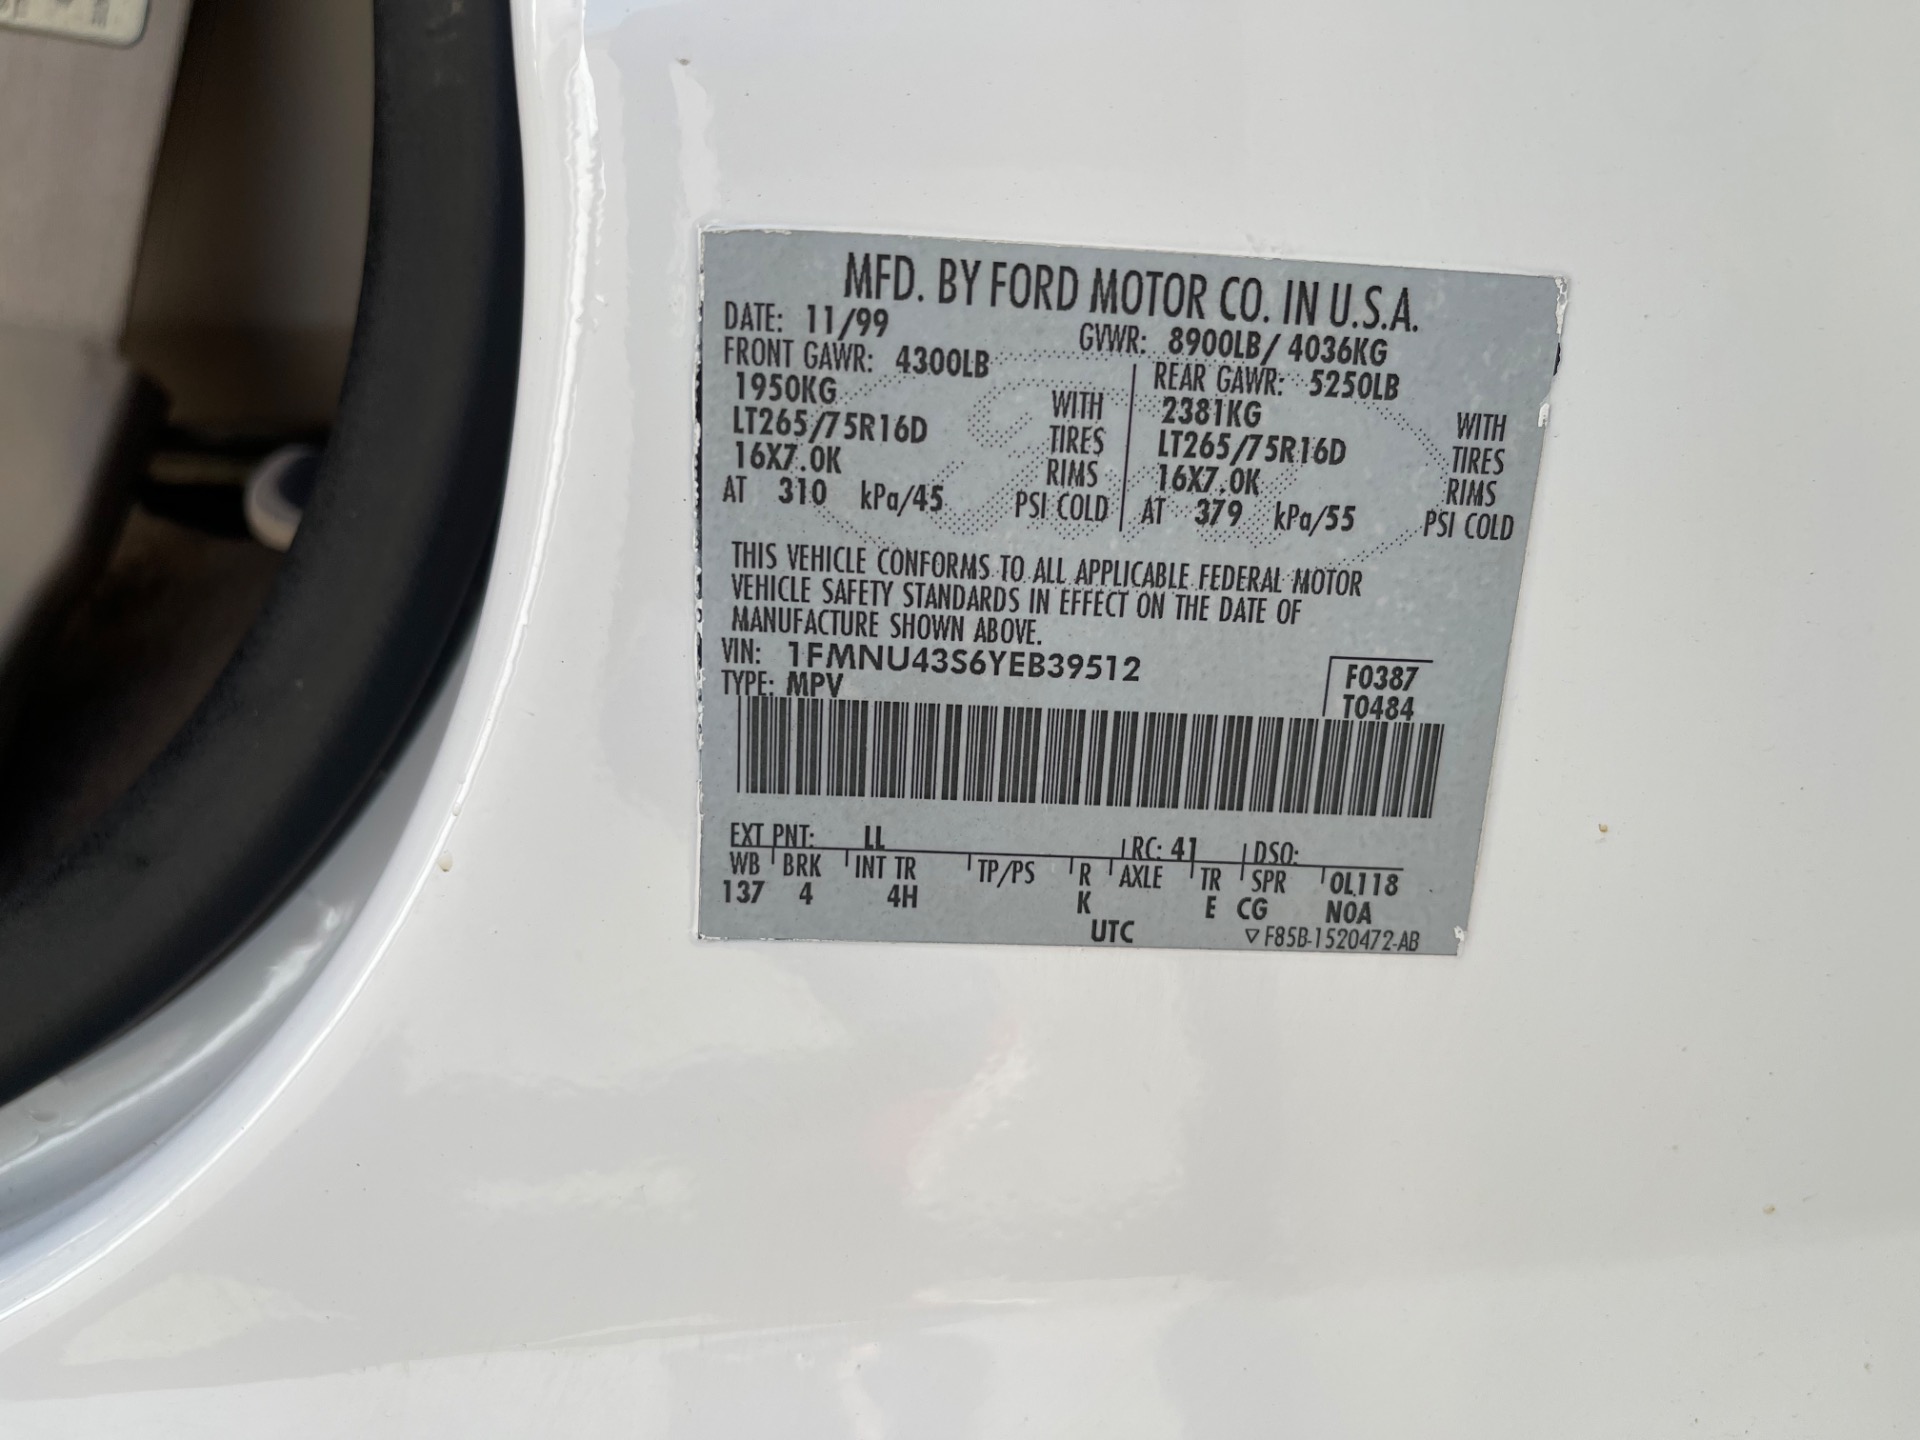 MFD. BY FORD MOTOR CO. IN U.S.A.
DATE: 11/99 GVWR: 8900LB/ 4036KG
FRONT GAWR: 4300LB REAR GAWR: 5250LB
1950KG WITH 2381KG WITH
LT265/75R16D TIRES LT265/75R16D TIRES
16X7.0K RIMS 16X7.0K RIMS
AT 310 kPa/45 PSI COLD AT 379 kPa/55 PSI COLD
THIS VEHICLE CONFORMS TO ALL APPLICABLE FEDERAL MOTOR
VEHICLE SAFETY STANDARDS IN EFFECT ON THE DATE OF
MANUFACTURE SHOWN ABOVE.
VIN: 1FMNU43S6YEB39512 F0387
TYPE: MPV T0484
EXT PNT: LL RC: 41 DSO:
WB BRK INT TR TP/PS R AXLE TR SPR 0L118
137 4 4H K E CG N0A
UTC ▽ F85B-1520472-AB